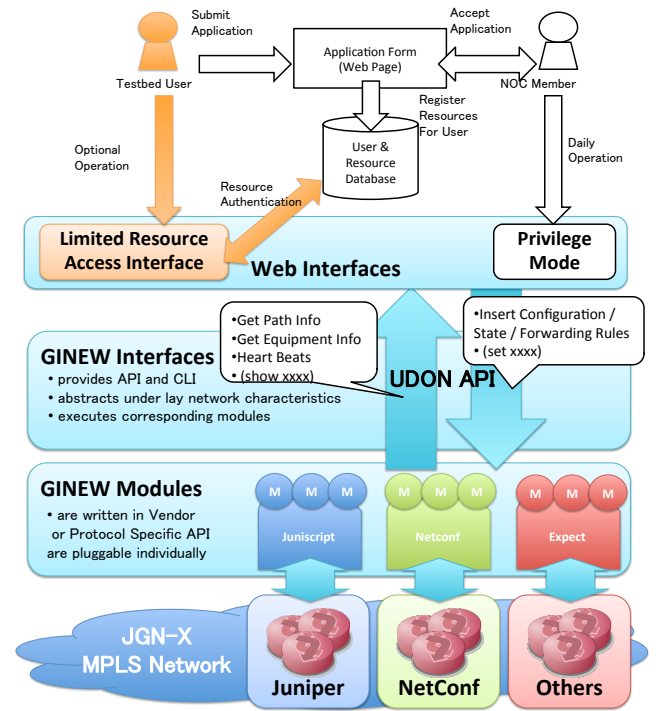 Submit
Application
Accept
Application
Application Form
(Web Page)
Testbed User
NOC Member
Register
Resources
For User
Optional
Operation
User &
Resource
Database
Daily
Operation
Resource
Authentication
Limited Resource
Access Interface
Web Interfaces
Privilege
Mode
•Get Path Info
•Get Equipment Info
•Heart Beats
•(show xxxx)
•Insert Configuration /
State / Forwarding Rules
• (set xxxx)
GINEW Interfaces
• provides API and CLI
• abstracts under lay network characteristics
• executes corresponding modules
UDON API
GINEW Modules
• are written in Vendor
or Protocol Specific API
are pluggable individually
M M M
M M M
M M M
Juniscript
Netconf
Expect
JGN-X
MPLS Network
Juniper
NetConf
Others